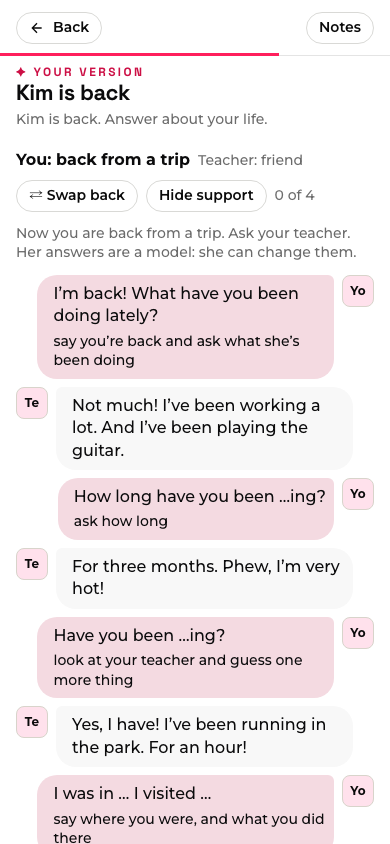 ← Back
Notes
✦ YOUR VERSION
Kim is back
Kim is back. Answer about your life.
You: back from a trip Teacher: friend
⇄ Swap back
Hide support
0 of 4
Now you are back from a trip. Ask your teacher.
Her answers are a model: she can change them.
I’m back! What have you been
doing lately?
say you’re back and ask what she’s
been doing
Yo
Te
Not much! I’ve been working a
lot. And I’ve been playing the
guitar.
How long have you been …ing?
ask how long
Yo
Te
For three months. Phew, I’m very
hot!
Have you been …ing?
look at your teacher and guess one
more thing
Yo
Te
Yes, I have! I’ve been running in
the park. For an hour!
I was in … I visited …
say where you were, and what you did
there
Yo